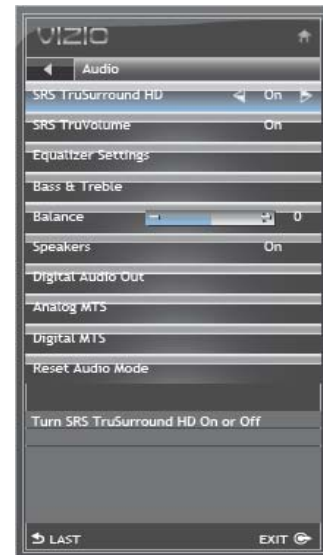 VIZIO
Audio
SRS TruSurround HD On
SRS TruVolume On
Equalizer Settings
Bass & Treble
Balance 0
Speakers On
Digital Audio Out
Analog MTS
Digital MTS
Reset Audio Mode
Turn SRS TruSurround HD On or Off
LAST EXIT